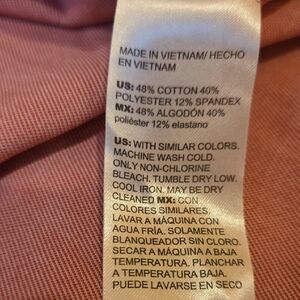 MADE IN VIETNAM/ HECHO
EN VIETNAM
US: 48% COTTON 40%
POLYESTER 12% SPANDEX
MX: 48% ALGODÓN 40%
poliéster 12% elastano
US: WITH SIMILAR COLORS.
MACHINE WASH COLD.
ONLY NON-CHLORINE
BLEACH. TUMBLE DRY LOW.
COOL IRON. MAY BE DRY
CLEANED MX: CON
COLORES SIMILARES.
LAVAR A MÁQUINA CON
AGUA FRÍA. SOLAMENTE
BLANQUEADOR SIN CLORO.
SECAR A MÁQUINA A BAJA
TEMPERATURA. PLANCHAR
A TEMPERATURA BAJA.
PUEDE LAVARSE EN SECO